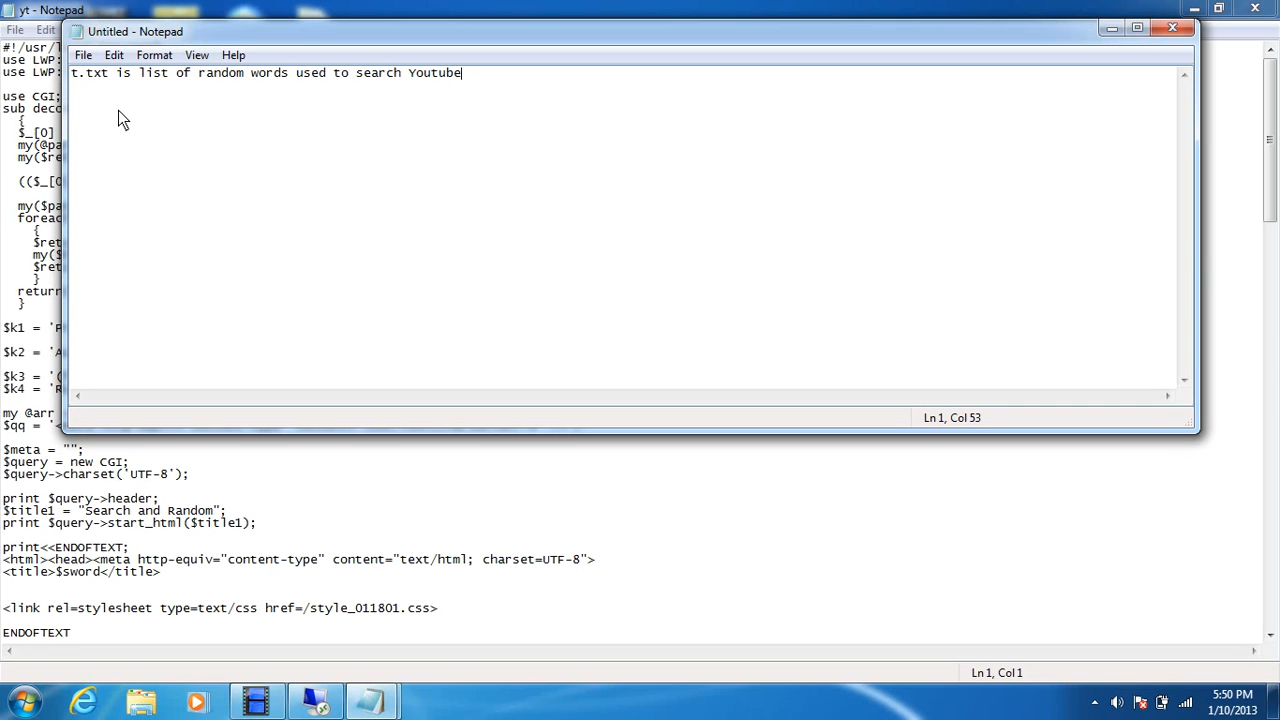 yt - Notepad
File Edit
Untitled - Notepad
File Edit Format View Help
t.txt is list of random words used to search Youtube
Ln 1, Col 53
#!/usr/l
use LWP:
use LWP:
use CGI;
sub deco
{
$_[0]
my(@pa
my($re
(($_[0
my($pa
foreac
{
$ret
my($
$ret
}
return
}
$k1 = 'P
$k2 = 'A
$k3 = '(
$k4 = 'R
my @arr
$qq = '<
$meta = "";
$query = new CGI;
$query->charset('UTF-8');
print $query->header;
$title1 = "Search and Random";
print $query->start_html($title1);
print<<ENDOFTEXT;
<html><head><meta http-equiv="content-type" content="text/html; charset=UTF-8">
<title>$sword</title>
<link rel=stylesheet type=text/css href=/style_011801.css>
ENDOFTEXT
Ln 1, Col 1
5:50 PM
1/10/2013